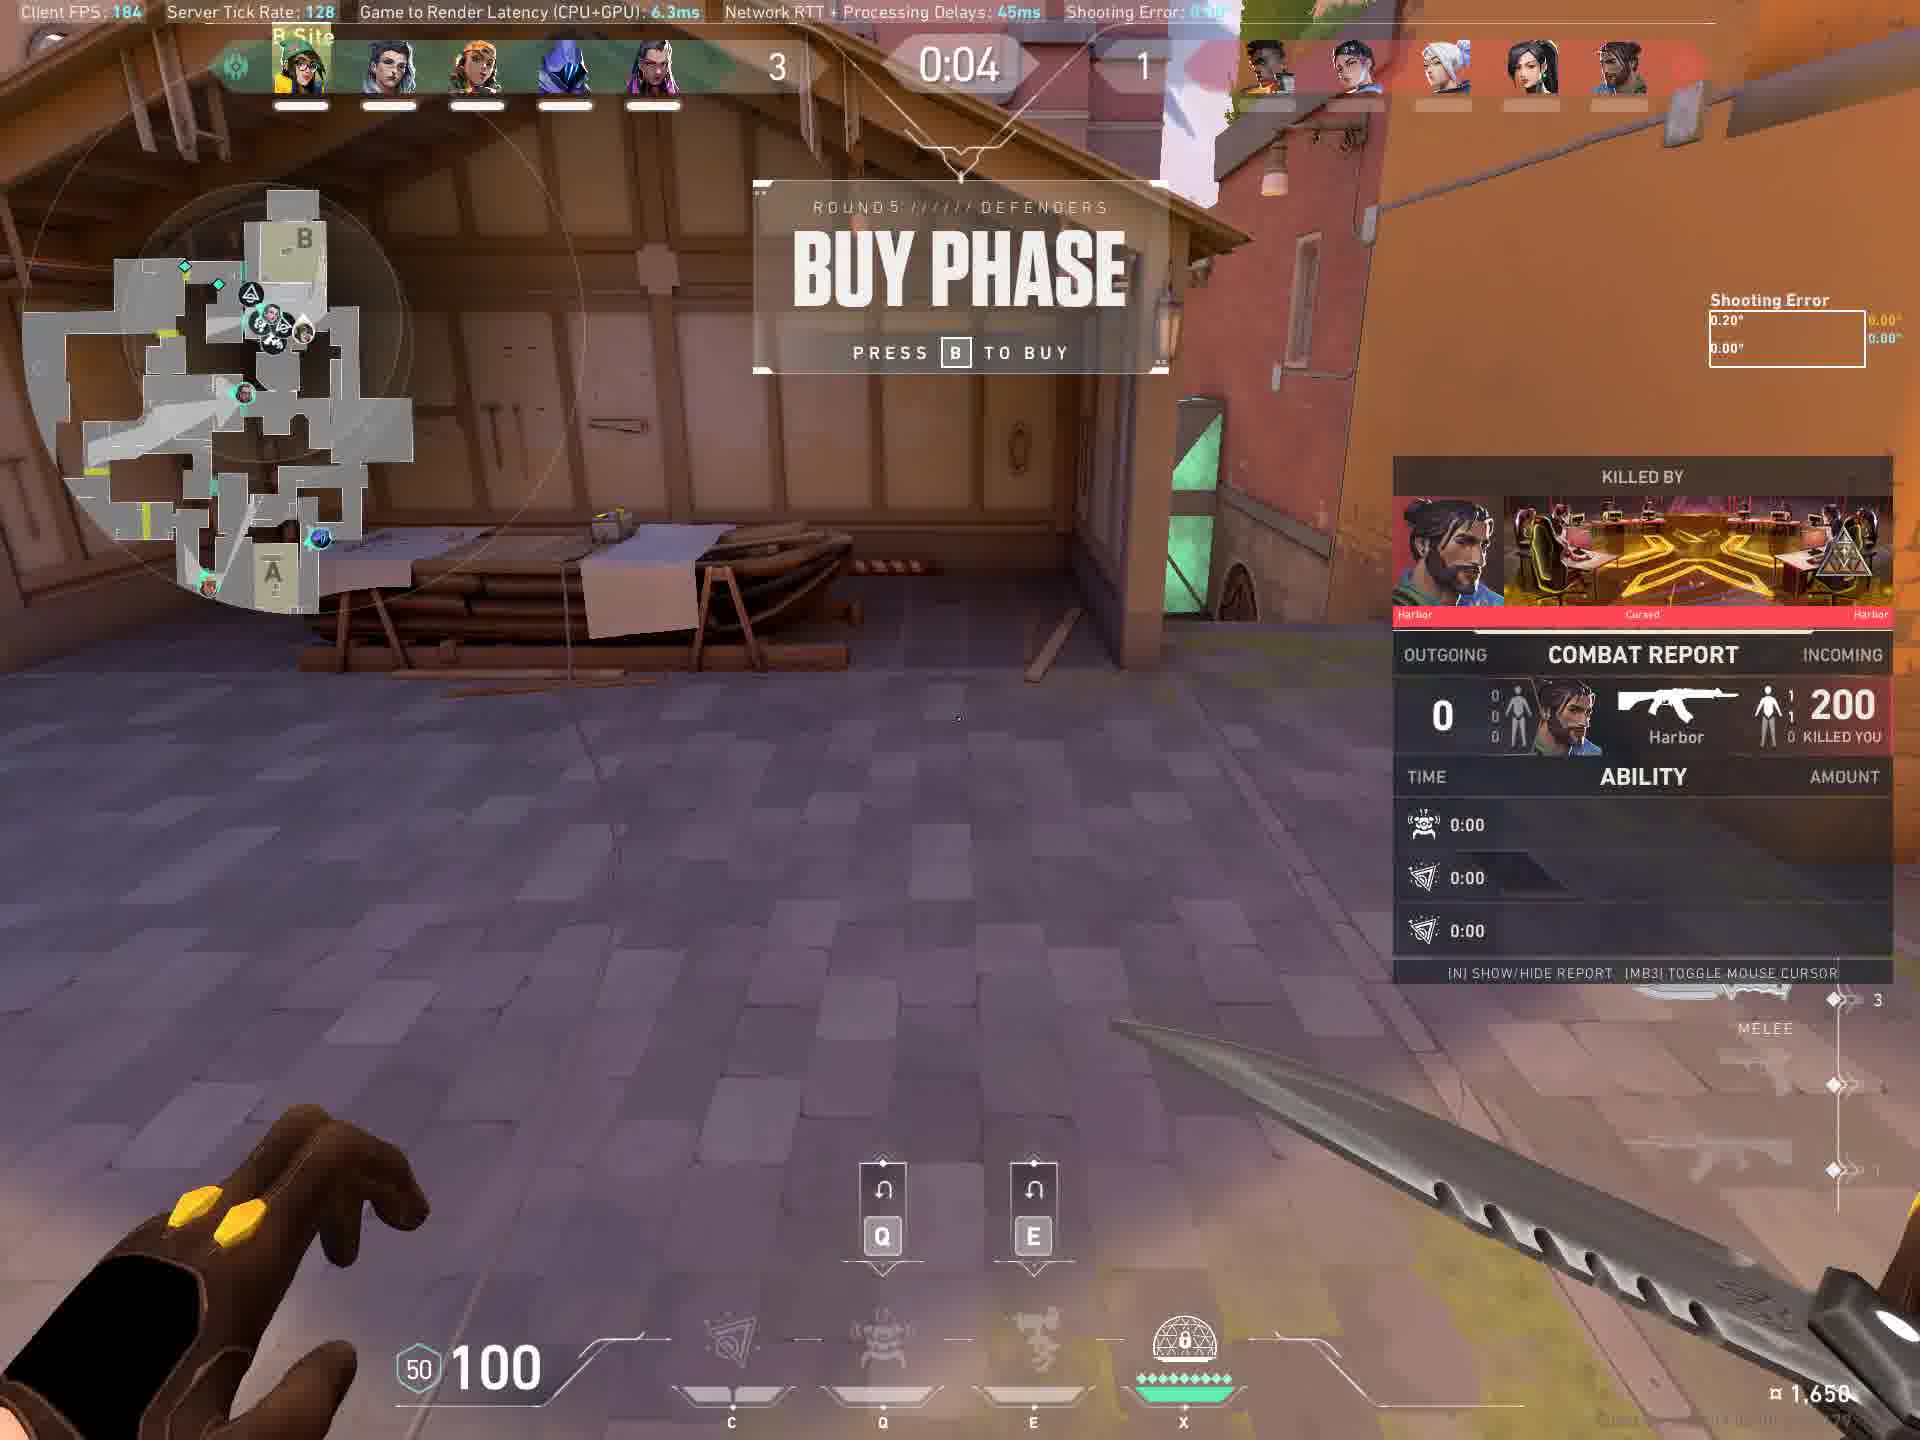 Client FPS: 184 Server Tick Rate: 128 Game to Render Latency (CPU+GPU): 6.3ms Network RTT + Processing Delays: 45ms Shooting Error:
B Site
3 0:04 1
ROUND 5 ////// DEFENDERS
BUY PHASE
PRESS B TO BUY
B
A
Shooting Error
0.20° 0.00°
0.00° 0.00°
KILLED BY
Harbor Cursed Harbor
OUTGOING COMBAT REPORT INCOMING
0 0 0 0 Harbor 1 1 0 200 KILLED YOU
TIME ABILITY AMOUNT
0:00
0:00
0:00
[N] SHOW/HIDE REPORT [MB3] TOGGLE MOUSE CURSOR
3
MELEE
1
Q E
50 100
C Q E X
1,650